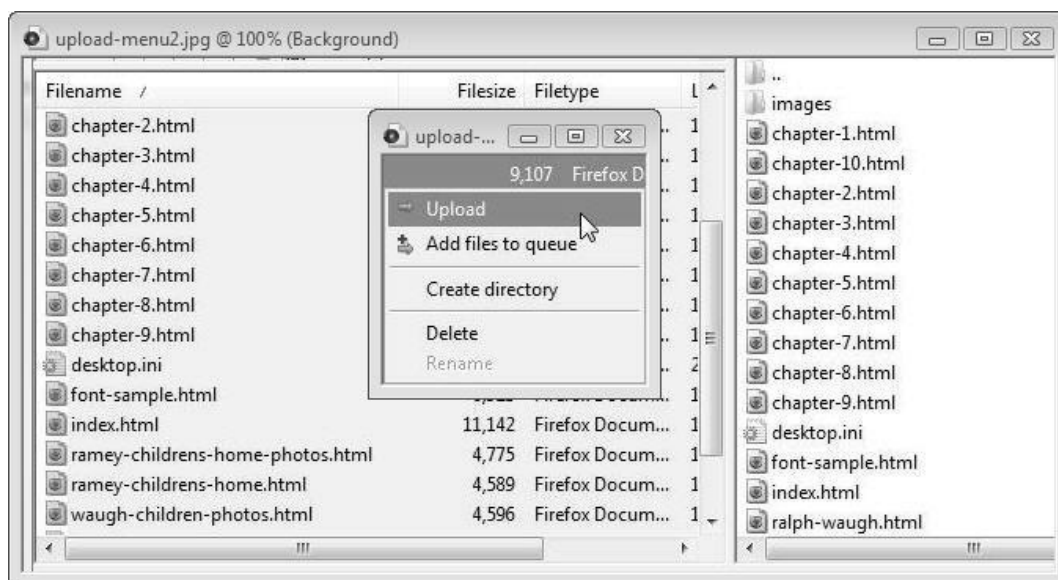 upload-menu2.jpg @ 100% (Background)
Filename / Filesize Filetype L
chapter-2.html
chapter-3.html
chapter-4.html
chapter-5.html
chapter-6.html
chapter-7.html
chapter-8.html
chapter-9.html
desktop.ini
font-sample.html
index.html 11,142 Firefox Docum... 1
ramey-childrens-home-photos.html 4,775 Firefox Docum... 1
ramey-childrens-home.html 4,589 Firefox Docum... 1
waugh-children-photos.html 4,596 Firefox Docum... 1
upload-...
9,107 Firefox D
Upload
Add files to queue
Create directory
Delete
Rename
..
images
chapter-1.html
chapter-10.html
chapter-2.html
chapter-3.html
chapter-4.html
chapter-5.html
chapter-6.html
chapter-7.html
chapter-8.html
chapter-9.html
desktop.ini
font-sample.html
index.html
ralph-waugh.html